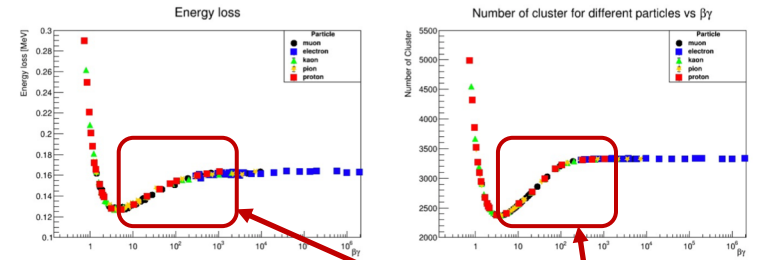 Energy loss
Energy loss [MeV]
0.3
0.28
0.26
0.24
0.22
0.2
0.18
0.16
0.14
0.12
0.1
Particle
muon
electron
kaon
pion
proton
1
10
10²
10³
10⁴
10⁵
10⁶
βγ
Number of cluster for different particles vs βγ
Number of Cluster
5500
5000
4500
4000
3500
3000
2500
2000
Particle
muon
electron
kaon
pion
proton
1
10
10²
10³
10⁴
10⁵
10⁶
βγ